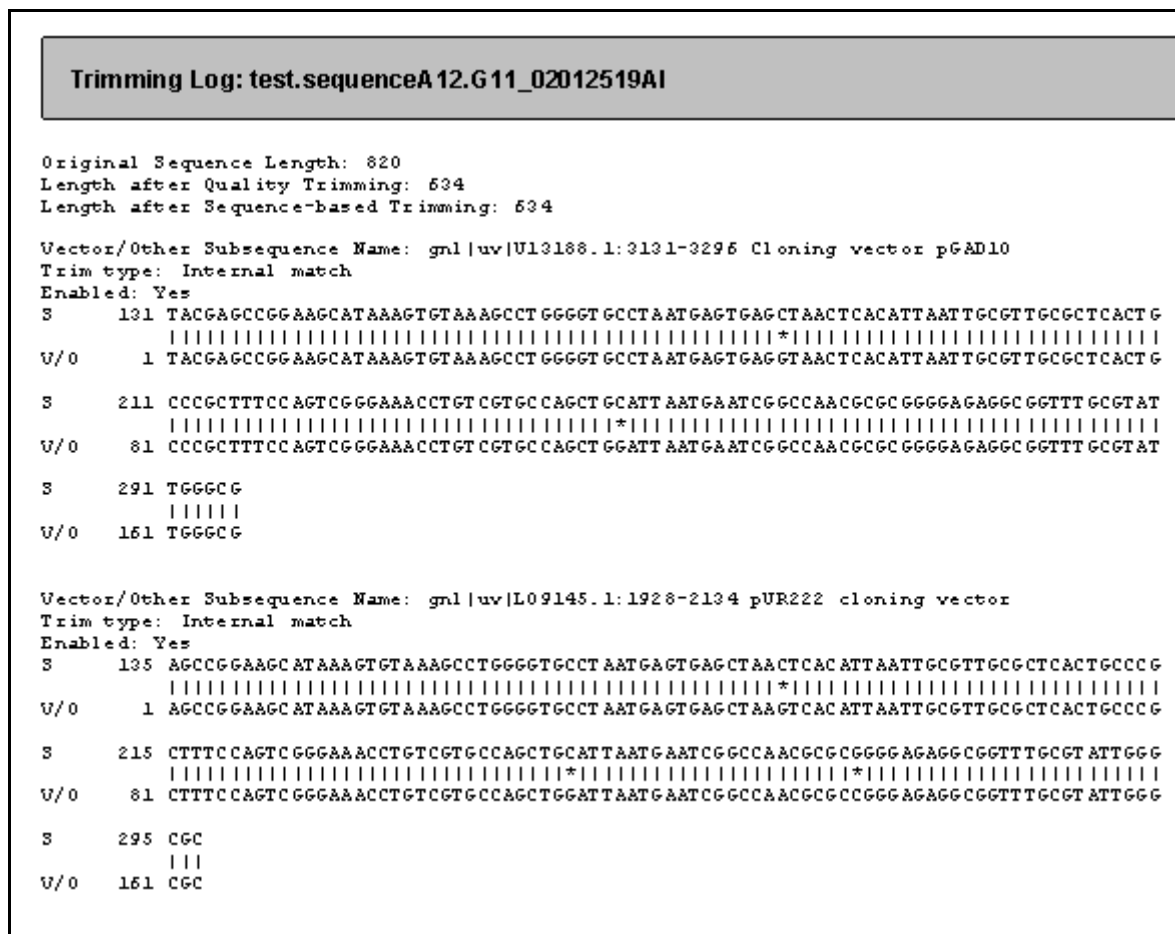 Trimming Log: test.sequenceA12.G11_02012519AI
Original Sequence Length: 820
Length after Quality Trimming: 634
Length after Sequence-based Trimming: 634
Vector/Other Subsequence Name: gnl|uv|U13188.1:3131-3296 Cloning vector pGAD10
Trim type: Internal match
Enabled: Yes
S 131 TACGAGCCGGAAGCATAAAGTGTAAAGCCTGGGGTGCCTAATGAGTGAGCTAACTCACATTAATTGCGTTGCGCTCACTG
|||||||||||||||||||||||||||||||||||||||||||||||||*||||||||||||||||||||||||||||||
V/O 1 TACGAGCCGGAAGCATAAAGTGTAAAGCCTGGGGTGCCTAATGAGTGAGGTAACTCACATTAATTGCGTTGCGCTCACTG
S 211 CCCGCTTTCCAGTCGGGAAACCTGTCGTGCCAGCTGCATTAATGAATCGGCCAACGCGCGGGGAGAGGCGGTTTGCGTAT
||||||||||||||||||||||||||||||||||||*|||||||||||||||||||||||||||||||||||||||||||
V/O 81 CCCGCTTTCCAGTCGGGAAACCTGTCGTGCCAGCTGGATTAATGAATCGGCCAACGCGCGGGGAGAGGCGGTTTGCGTAT
S 291 TGGGCG
||||||
V/O 161 TGGGCG
Vector/Other Subsequence Name: gnl|uv|L09145.1:1928-2134 pUR222 cloning vector
Trim type: Internal match
Enabled: Yes
S 135 AGCCGGAAGCATAAAGTGTAAAGCCTGGGGTGCCTAATGAGTGAGCTAACTCACATTAATTGCGTTGCGCTCACTGCCCG
|||||||||||||||||||||||||||||||||||||||||||||||||*||||||||||||||||||||||||||||||
V/O 1 AGCCGGAAGCATAAAGTGTAAAGCCTGGGGTGCCTAATGAGTGAGCTAAGTCACATTAATTGCGTTGCGCTCACTGCCCG
S 215 CTTTCCAGTCGGGAAACCTGTCGTGCCAGCTGCATTAATGAATCGGCCAACGCGCGGGGAGAGGCGGTTTGCGTATTGGG
||||||||||||||||||||||||||||||||*||||||||||||||||||||||*||||||||||||||||||||||||
V/O 81 CTTTCCAGTCGGGAAACCTGTCGTGCCAGCTGGATTAATGAATCGGCCAACGCGCCGGGAGAGGCGGTTTGCGTATTGGG
S 295 CGC
|||
V/O 161 CGC